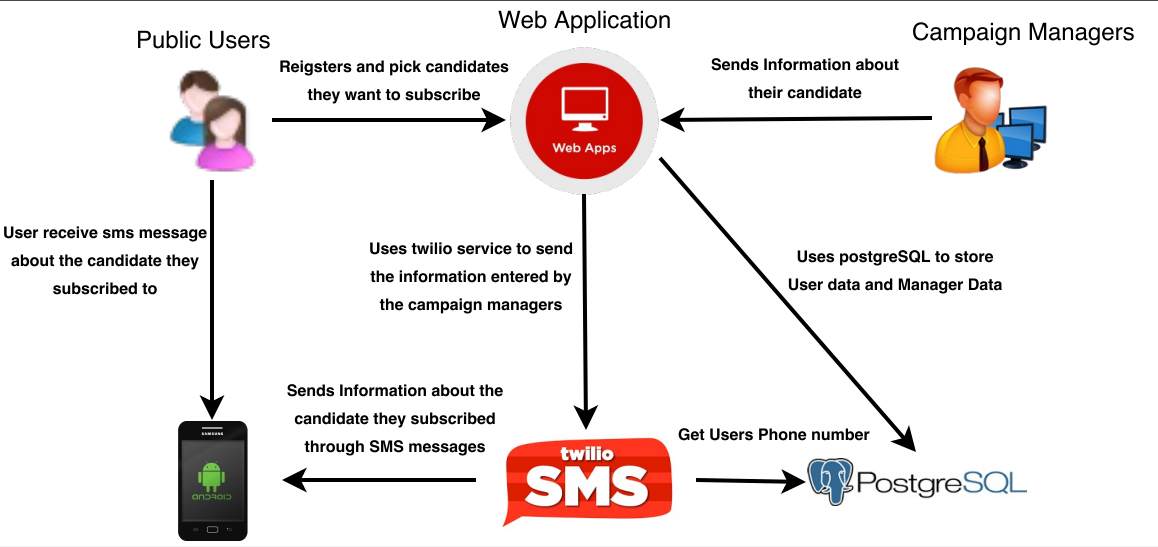 Public Users
Web Application
Campaign Managers
Reigsters and pick candidates
they want to subscribe
Web Apps
Sends Information about
their candidate
User receive sms message
about the candidate they
subscribed to
Uses twilio service to send
the information entered by
the campaign managers
Uses postgreSQL to store
User data and Manager Data
Sends Information about the
candidate they subscribed
through SMS messages
Get Users Phone number
SAMSUNG
ANDROID
twilio
SMS
PostgreSQL